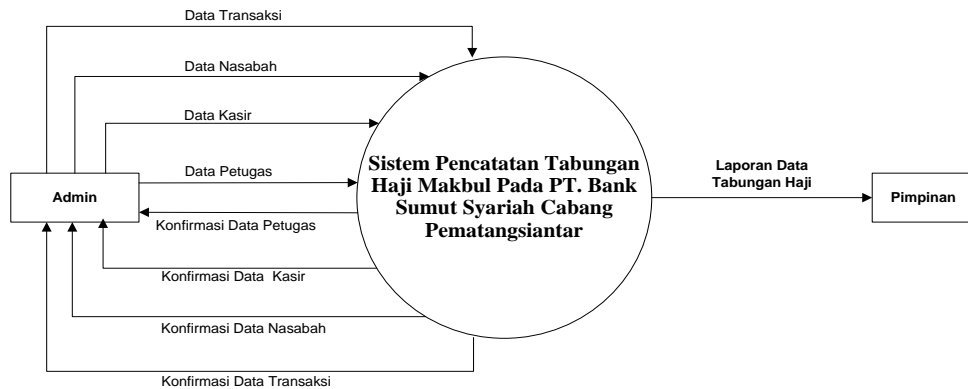 Data Transaksi
Data Nasabah
Data Kasir
Data Petugas
Admin
Konfirmasi Data Petugas
Konfirmasi Data  Kasir
Konfirmasi Data Nasabah
Konfirmasi Data Transaksi
Sistem Pencatatan Tabungan
Haji Makbul Pada PT. Bank
Sumut Syariah Cabang
Pematangsiantar
Laporan Data
Tabungan Haji
Pimpinan